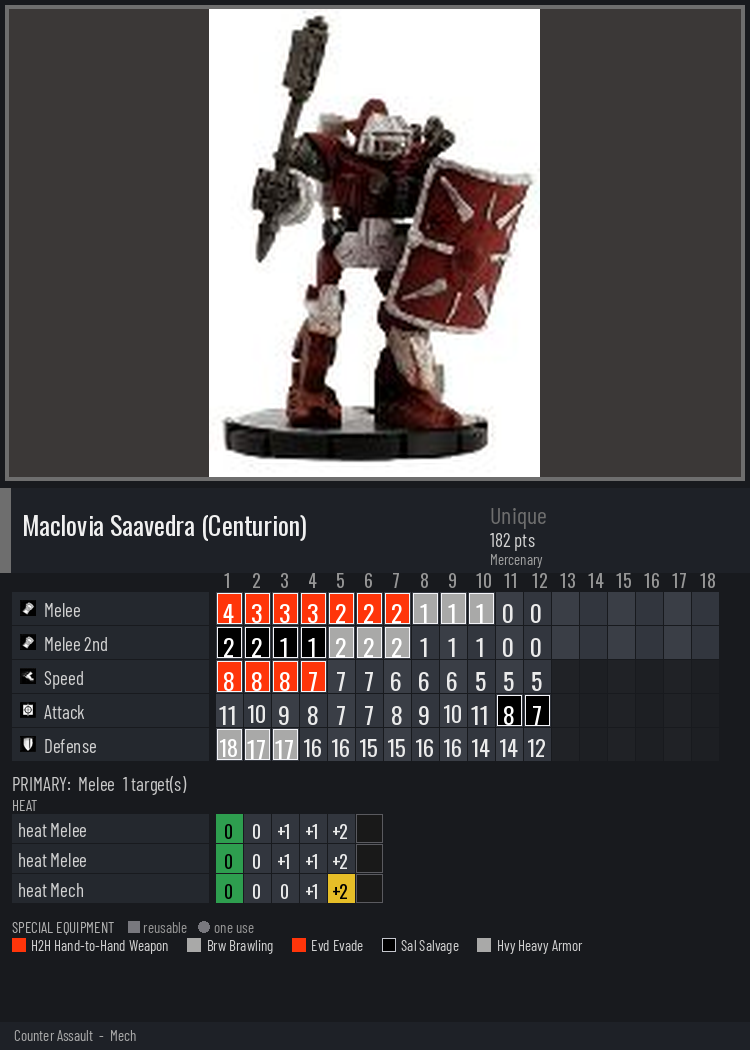 Maclovia Saavedra (Centurion)
Unique
182 pts
Mercenary
1 2 3 4 5 6 7 8 9 10 11 12 13 14 15 16 17 18
Melee 4 3 3 3 2 2 2 1 1 1 0 0
Melee 2nd 2 2 1 1 2 2 2 1 1 1 0 0
Speed 8 8 8 7 7 7 6 6 6 5 5 5
Attack 11 10 9 8 7 7 8 9 10 11 8 7
Defense 18 17 17 16 16 15 15 16 16 14 14 12
PRIMARY: Melee 1 target(s)
HEAT
heat Melee 0 0 +1 +1 +2
heat Melee 0 0 +1 +1 +2
heat Mech 0 0 0 +1 +2
SPECIAL EQUIPMENT reusable one use
H2H Hand-to-Hand Weapon Brw Brawling Evd Evade Sal Salvage Hvy Heavy Armor
Counter Assault - Mech